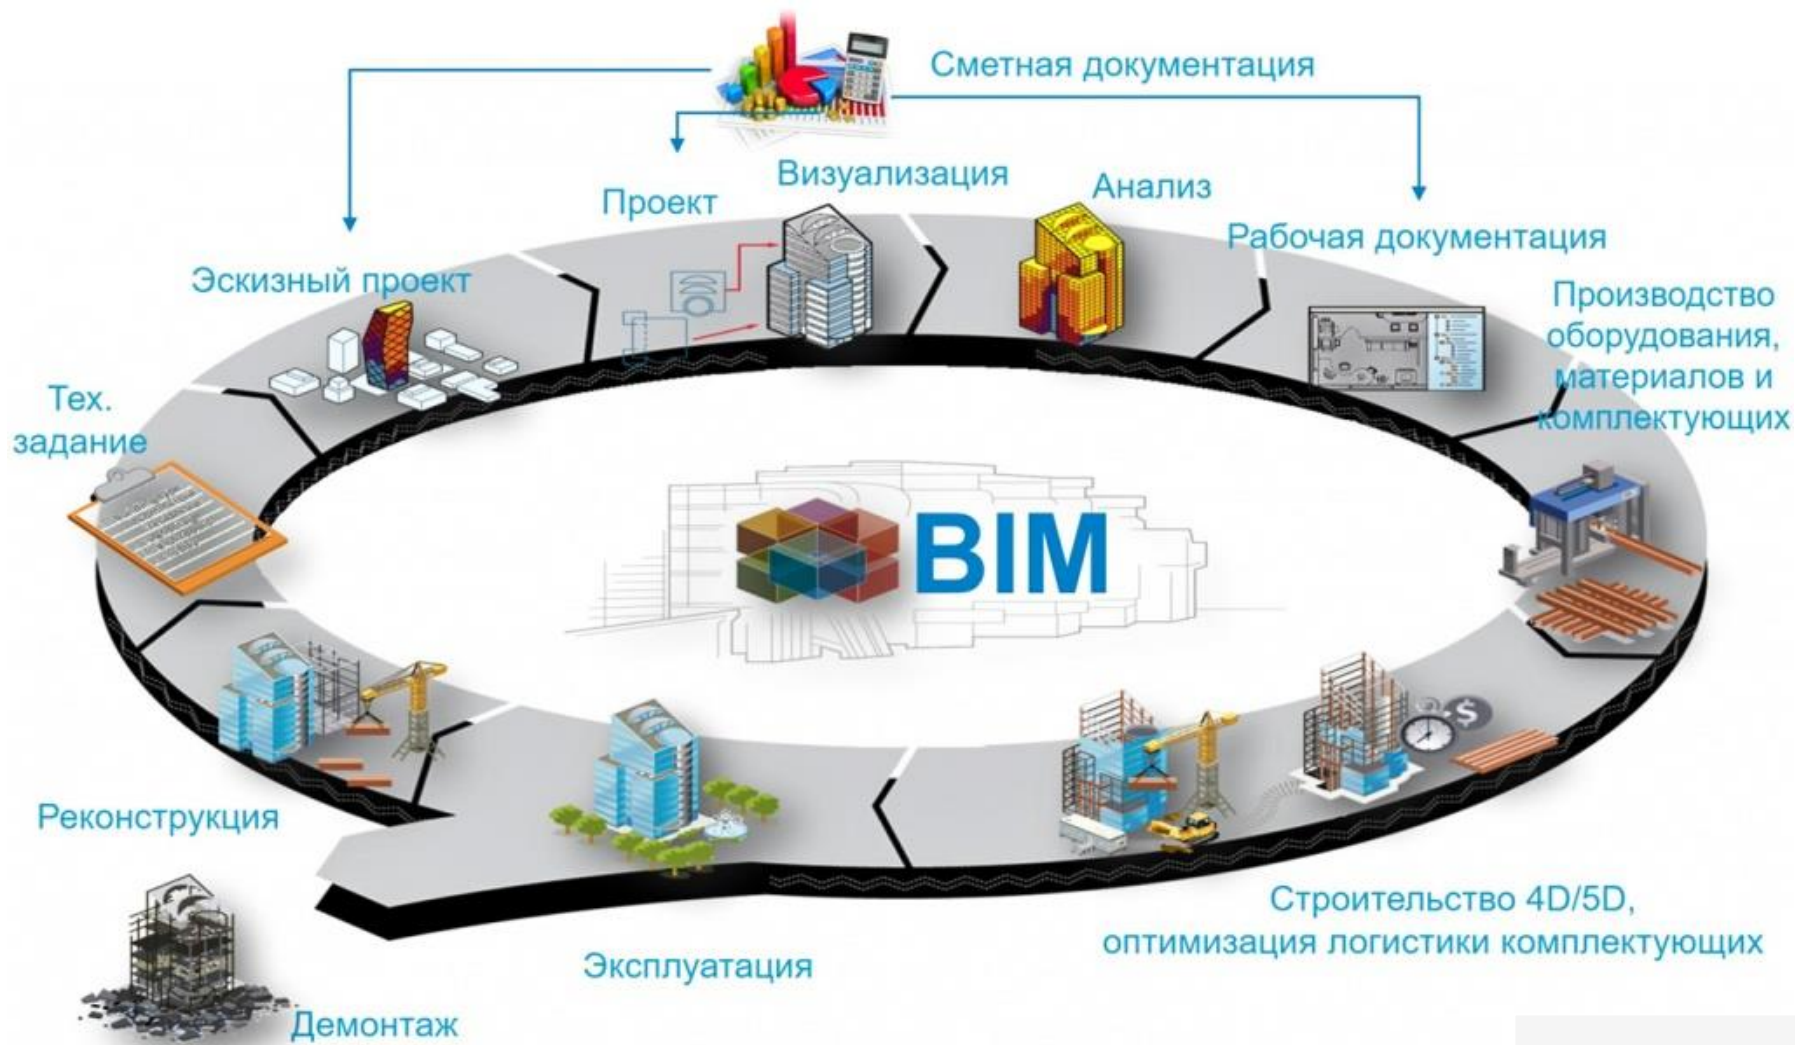 Сметная документация
Визуализация
Анализ
Проект
Рабочая документация
Эскизный проект
Производство
оборудования,
материалов и
комплектующих
Тех.
задание
BIM
$
Реконструкция
Строительство 4D/5D,
оптимизация логистики комплектующих
Эксплуатация
Демонтаж